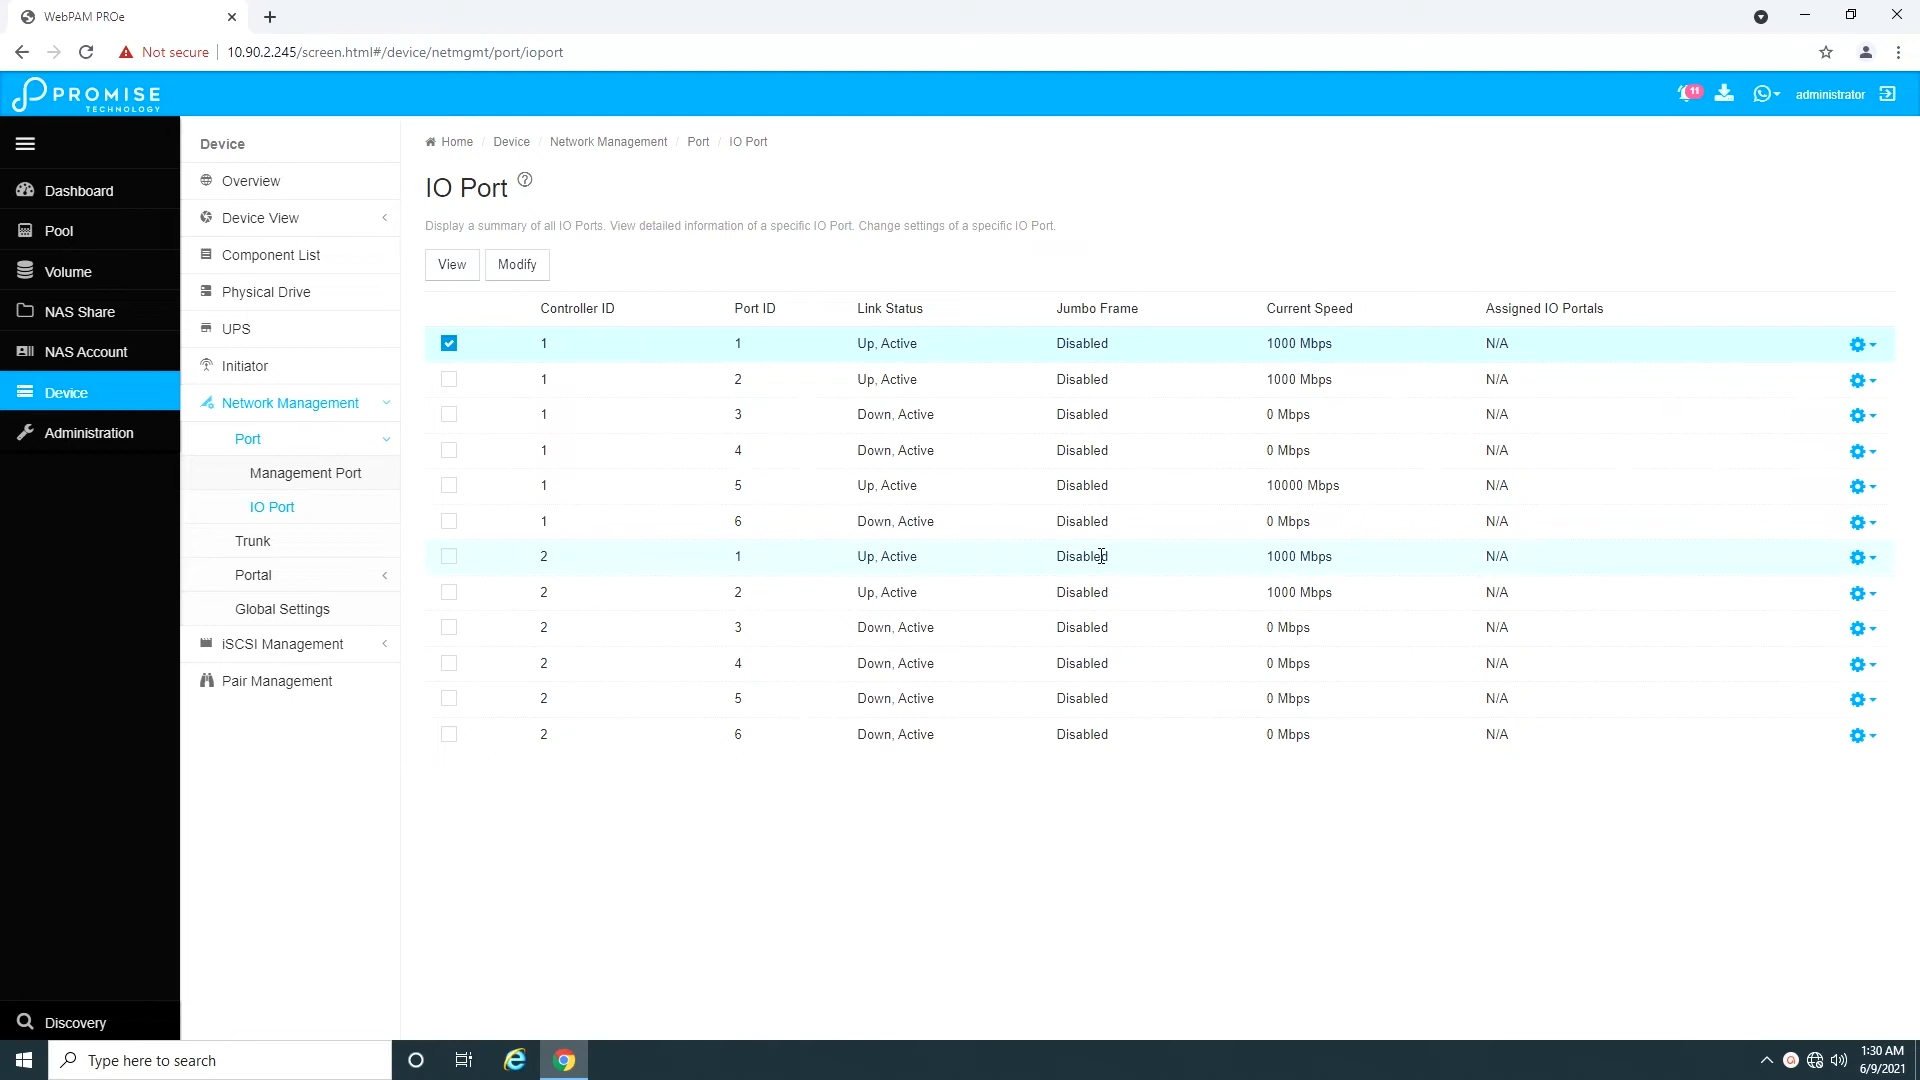 WebPAM PROe
Not secure
10.90.2.245/screen.html#/device/netmgmt/port/ioport
PROMISE
TECHNOLOGY
11
administrator
Dashboard
Pool
Volume
NAS Share
NAS Account
Device
Administration
Discovery
Device
Overview
Device View
Component List
Physical Drive
UPS
Initiator
Network Management
Port
Management Port
IO Port
Trunk
Portal
Global Settings
iSCSI Management
Pair Management
Home / Device / Network Management / Port / IO Port
IO Port
Display a summary of all IO Ports. View detailed information of a specific IO Port. Change settings of a specific IO Port.
View Modify
Controller ID Port ID Link Status Jumbo Frame Current Speed Assigned IO Portals
1 1 Up, Active Disabled 1000 Mbps N/A
1 2 Up, Active Disabled 1000 Mbps N/A
1 3 Down, Active Disabled 0 Mbps N/A
1 4 Down, Active Disabled 0 Mbps N/A
1 5 Up, Active Disabled 10000 Mbps N/A
1 6 Down, Active Disabled 0 Mbps N/A
2 1 Up, Active Disabled 1000 Mbps N/A
2 2 Up, Active Disabled 1000 Mbps N/A
2 3 Down, Active Disabled 0 Mbps N/A
2 4 Down, Active Disabled 0 Mbps N/A
2 5 Down, Active Disabled 0 Mbps N/A
2 6 Down, Active Disabled 0 Mbps N/A
Type here to search
1:30 AM
6/9/2021